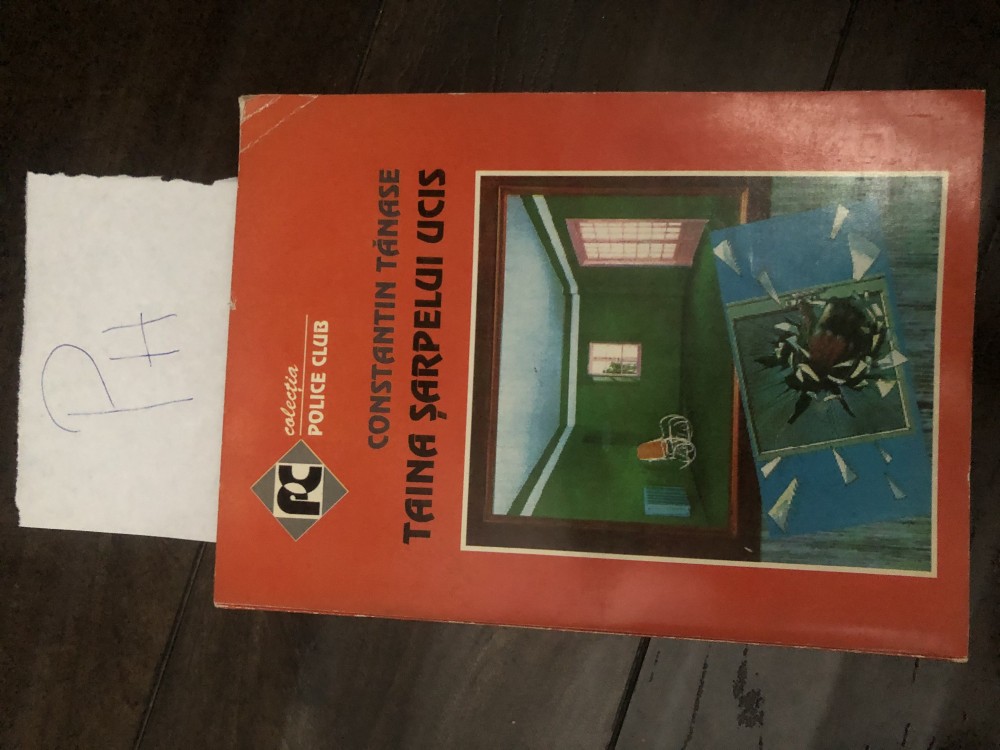 PH
PC
colecția
POLICE CLUB
CONSTANTIN TĂNASE
TAINA ȘARPELUI UCIS